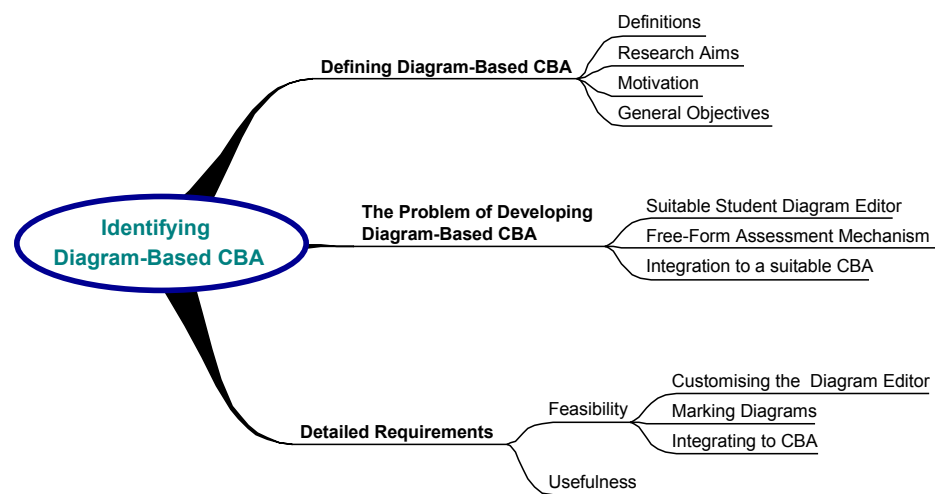 Identifying
Diagram-Based CBA
Defining Diagram-Based CBA
Definitions
Research Aims
Motivation
General Objectives
The Problem of Developing
Diagram-Based CBA
Suitable Student Diagram Editor
Free-Form Assessment Mechanism
Integration to a suitable CBA
Detailed Requirements
Feasibility
Customising the  Diagram Editor
Marking Diagrams
Integrating to CBA
Usefulness